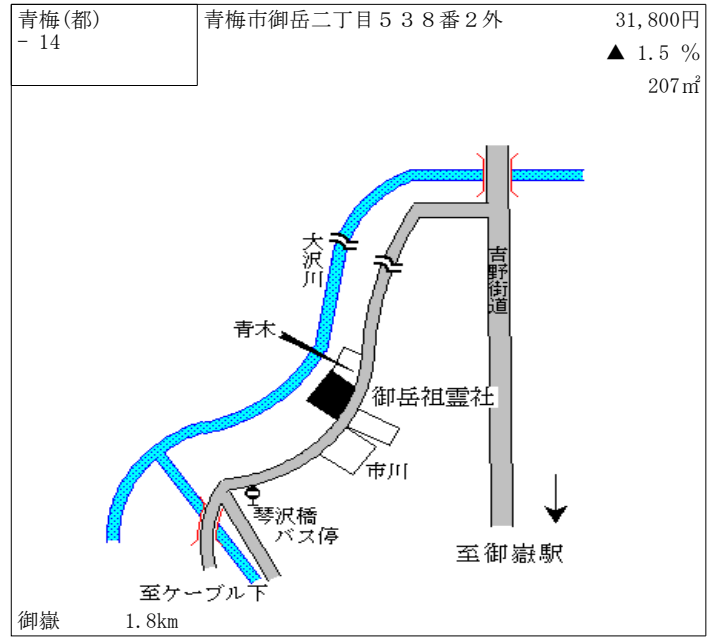 青梅(都)
- 14
青梅市御岳二丁目５３８番２外
31,800円
▲ 1.5 %
207㎡
大沢川
吉野街道
青木
御岳祖霊社
市川
琴沢橋
バス停
至御嶽駅
至ケーブル下
御嶽 1.8km